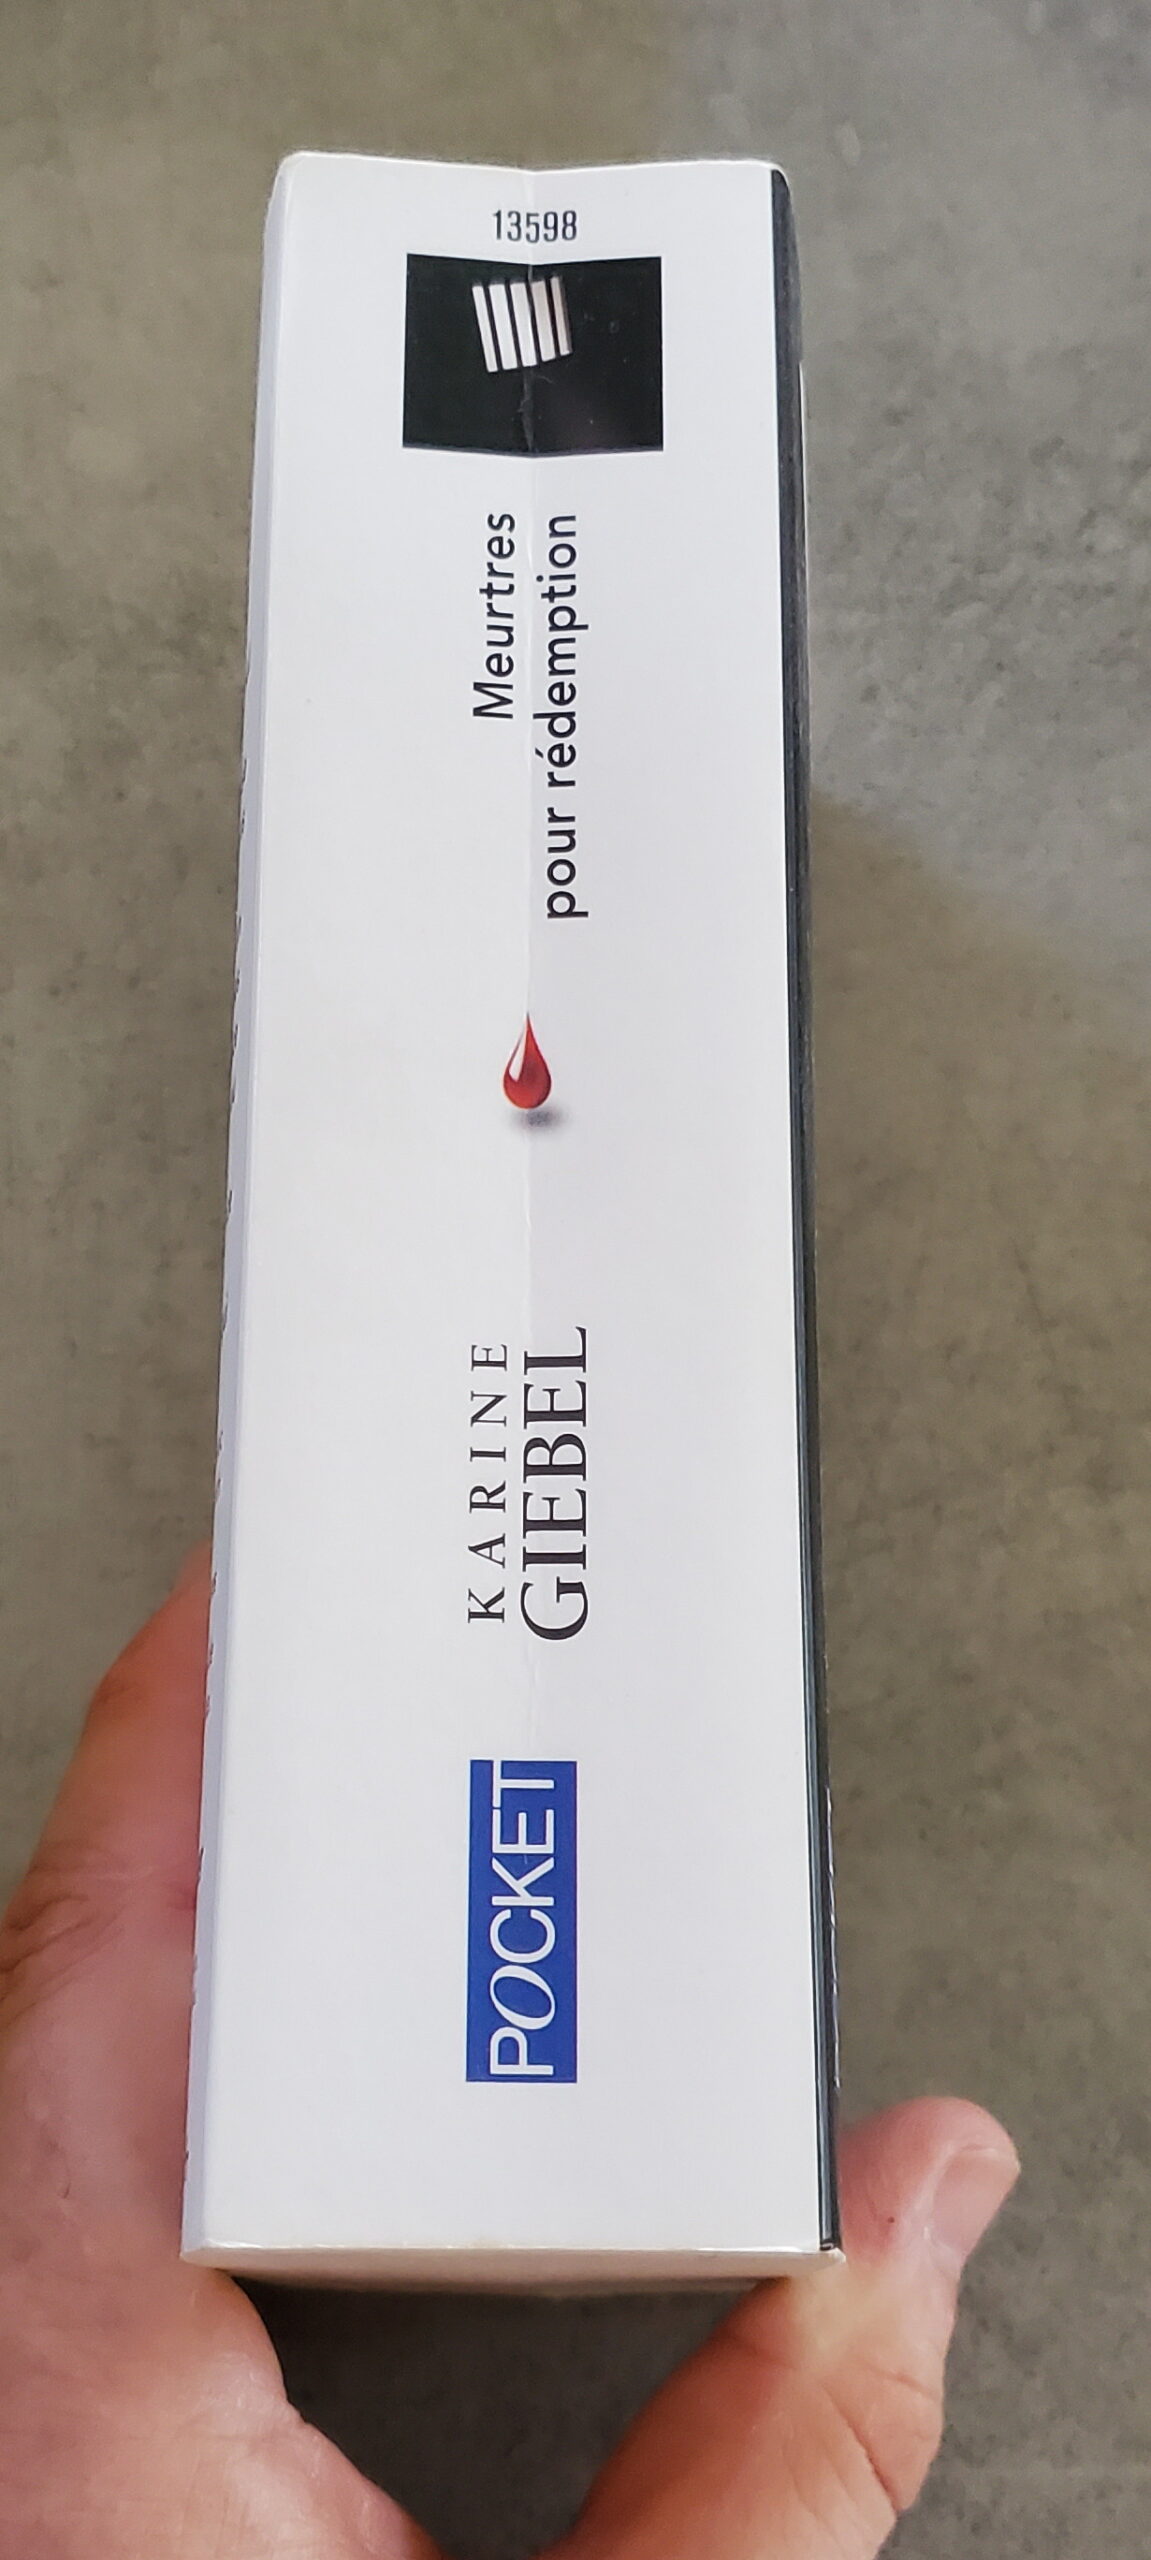 13598
Meurtres
pour rédemption
KARINE
GIEBEL
POCKET